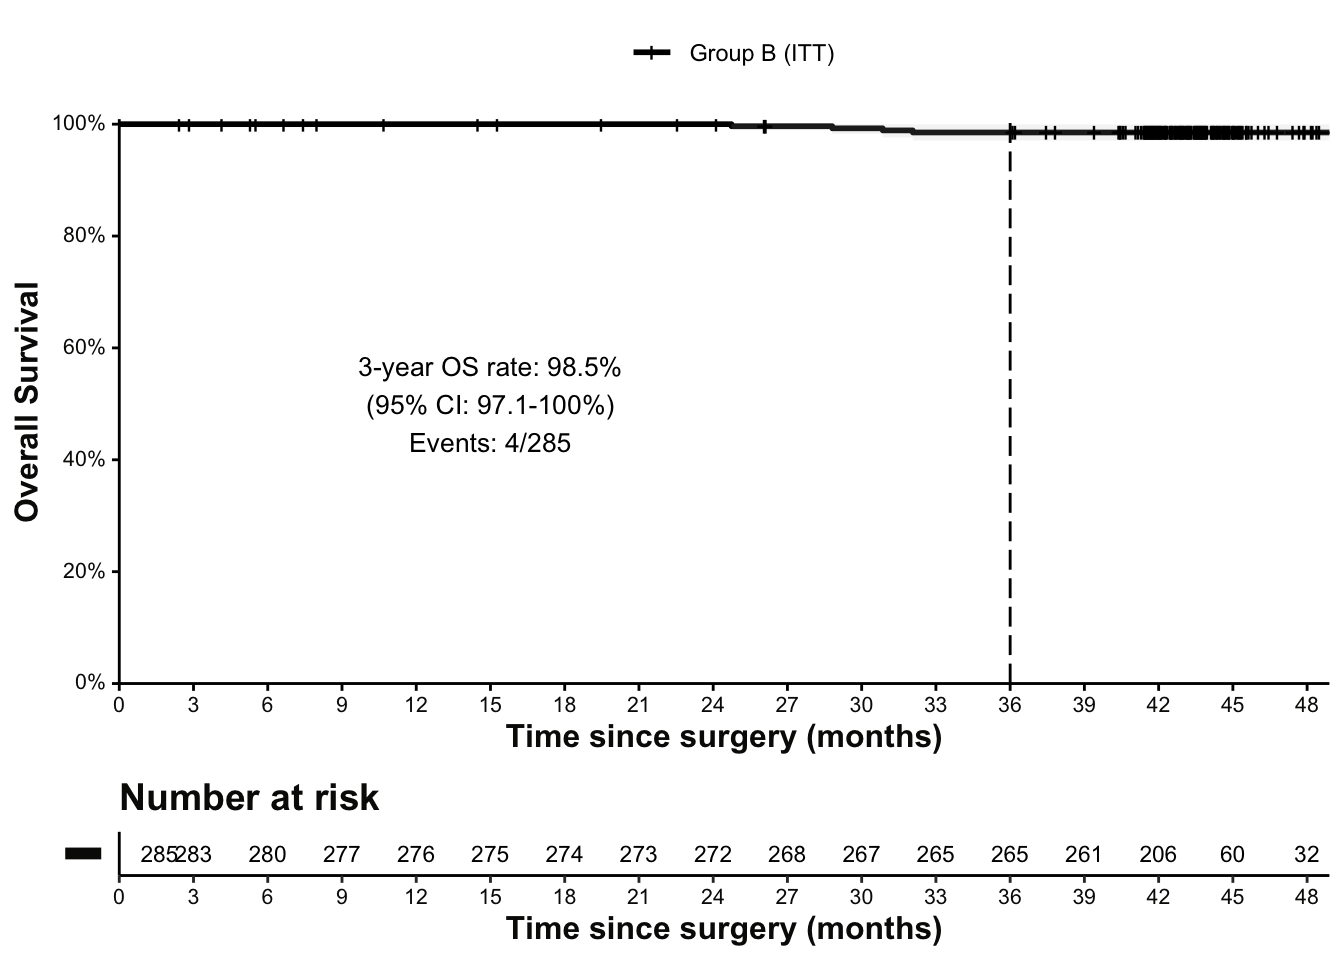 Group B (ITT)
100%
80%
60%
40%
20%
0%
Overall Survival
3-year OS rate: 98.5%
(95% CI: 97.1-100%)
Events: 4/285
0 3 6 9 12 15 18 21 24 27 30 33 36 39 42 45 48
Time since surgery (months)
Number at risk
285 283 280 277 276 275 274 273 272 268 267 265 265 261 206 60 32
0 3 6 9 12 15 18 21 24 27 30 33 36 39 42 45 48
Time since surgery (months)